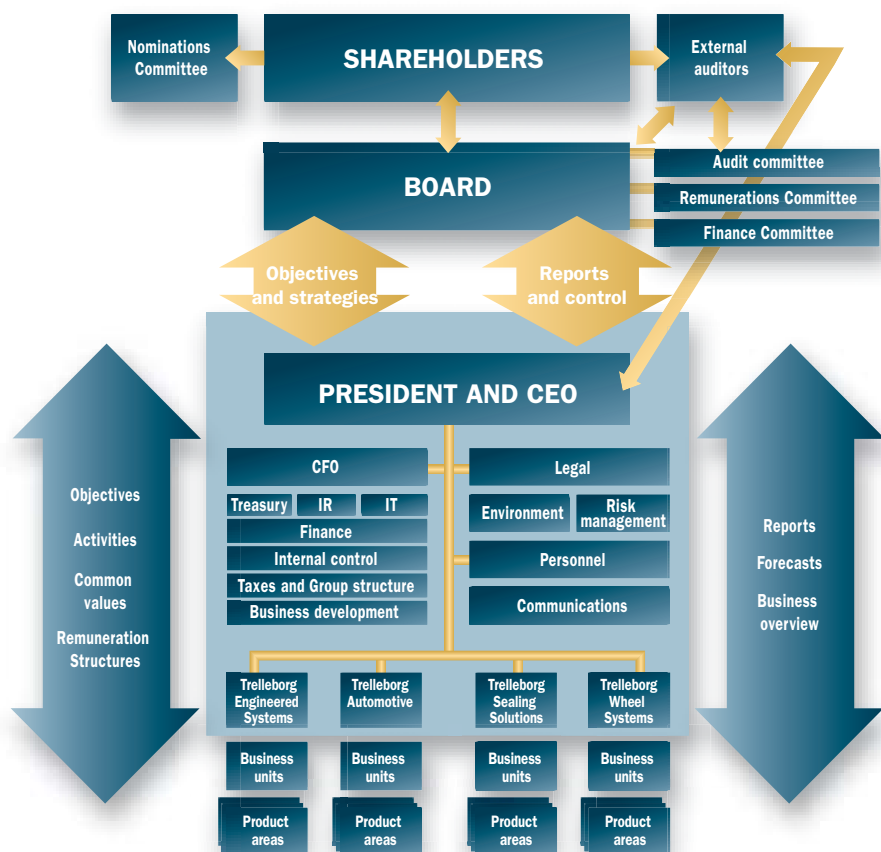 Nominations
Committee
SHAREHOLDERS
External
auditors
BOARD
Audit committee
Remunerations Committee
Finance Committee
Objectives
and strategies
Reports
and control
PRESIDENT AND CEO
CFO
Legal
Treasury
IR
IT
Environment
Risk
management
Finance
Internal control
Personnel
Taxes and Group structure
Business development
Communications
Objectives
Activities
Common
values
Remuneration
Structures
Reports
Forecasts
Business
overview
Trelleborg
Engineered
Systems
Trelleborg
Automotive
Trelleborg
Sealing
Solutions
Trelleborg
Wheel
Systems
Business
units
Business
units
Business
units
Business
units
Product
areas
Product
areas
Product
areas
Product
areas